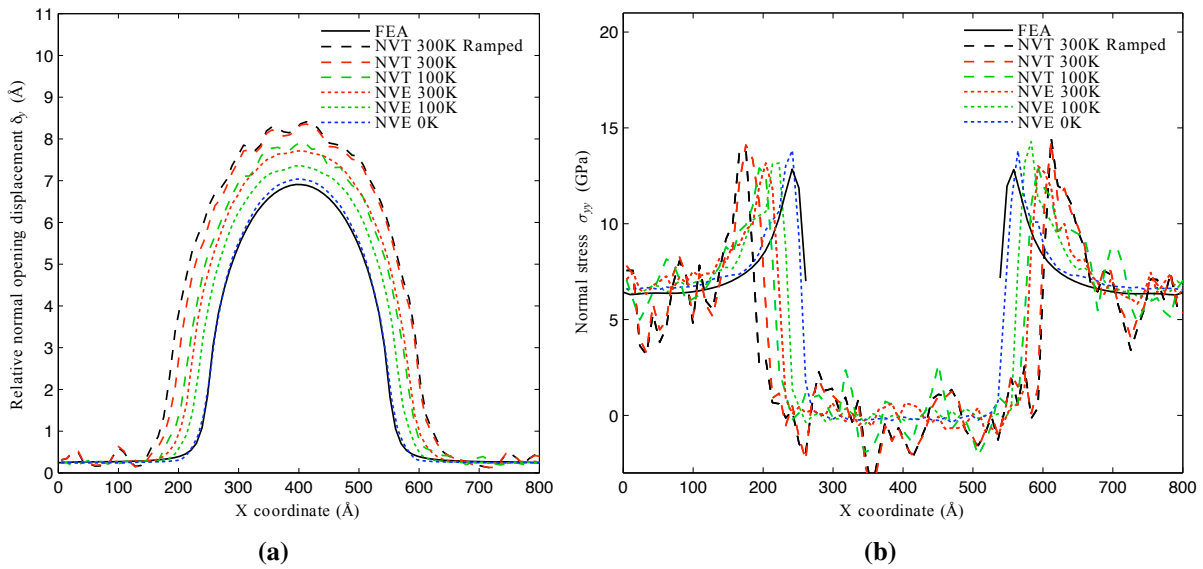 11
10
9
8
7
6
5
4
3
2
1
0
Relative normal opening displacement δy (Å)
FEA
NVT 300K Ramped
NVT 300K
NVT 100K
NVE 300K
NVE 100K
NVE 0K
0 100 200 300 400 500 600 700 800
X coordinate (Å)
(a)
20
15
10
5
0
Normal stress σyy (GPa)
FEA
NVT 300K Ramped
NVT 300K
NVT 100K
NVE 300K
NVE 100K
NVE 0K
0 100 200 300 400 500 600 700 800
X coordinate (Å)
(b)